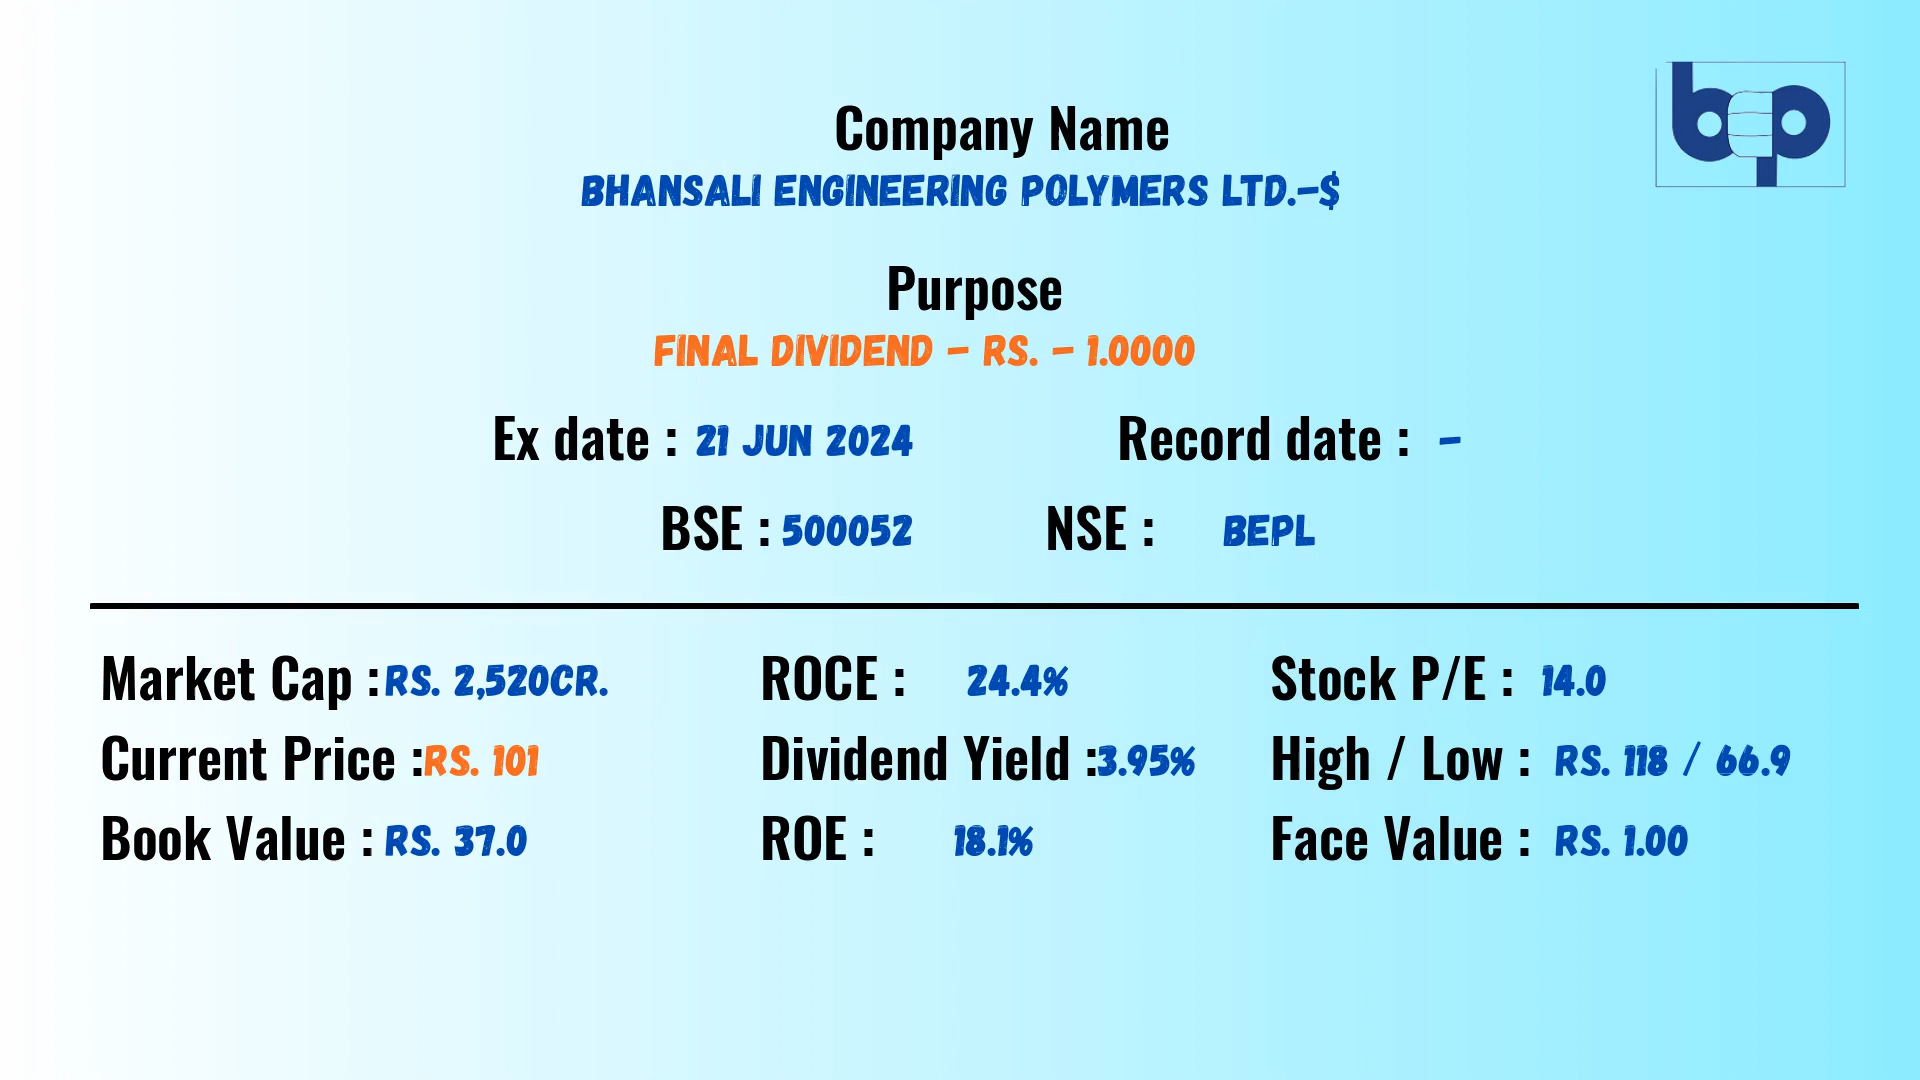 bep
Company Name
BHANSALI ENGINEERING POLYMERS LTD.-$
Purpose
FINAL DIVIDEND - RS. - 1.0000
Ex date : 21 JUN 2024 Record date : -
BSE : 500052 NSE : BEPL
Market Cap : RS. 2,520CR. ROCE : 24.4% Stock P/E : 14.0
Current Price : RS. 101 Dividend Yield : 3.95% High / Low : RS. 118 / 66.9
Book Value : RS. 37.0 ROE : 18.1% Face Value : RS. 1.00